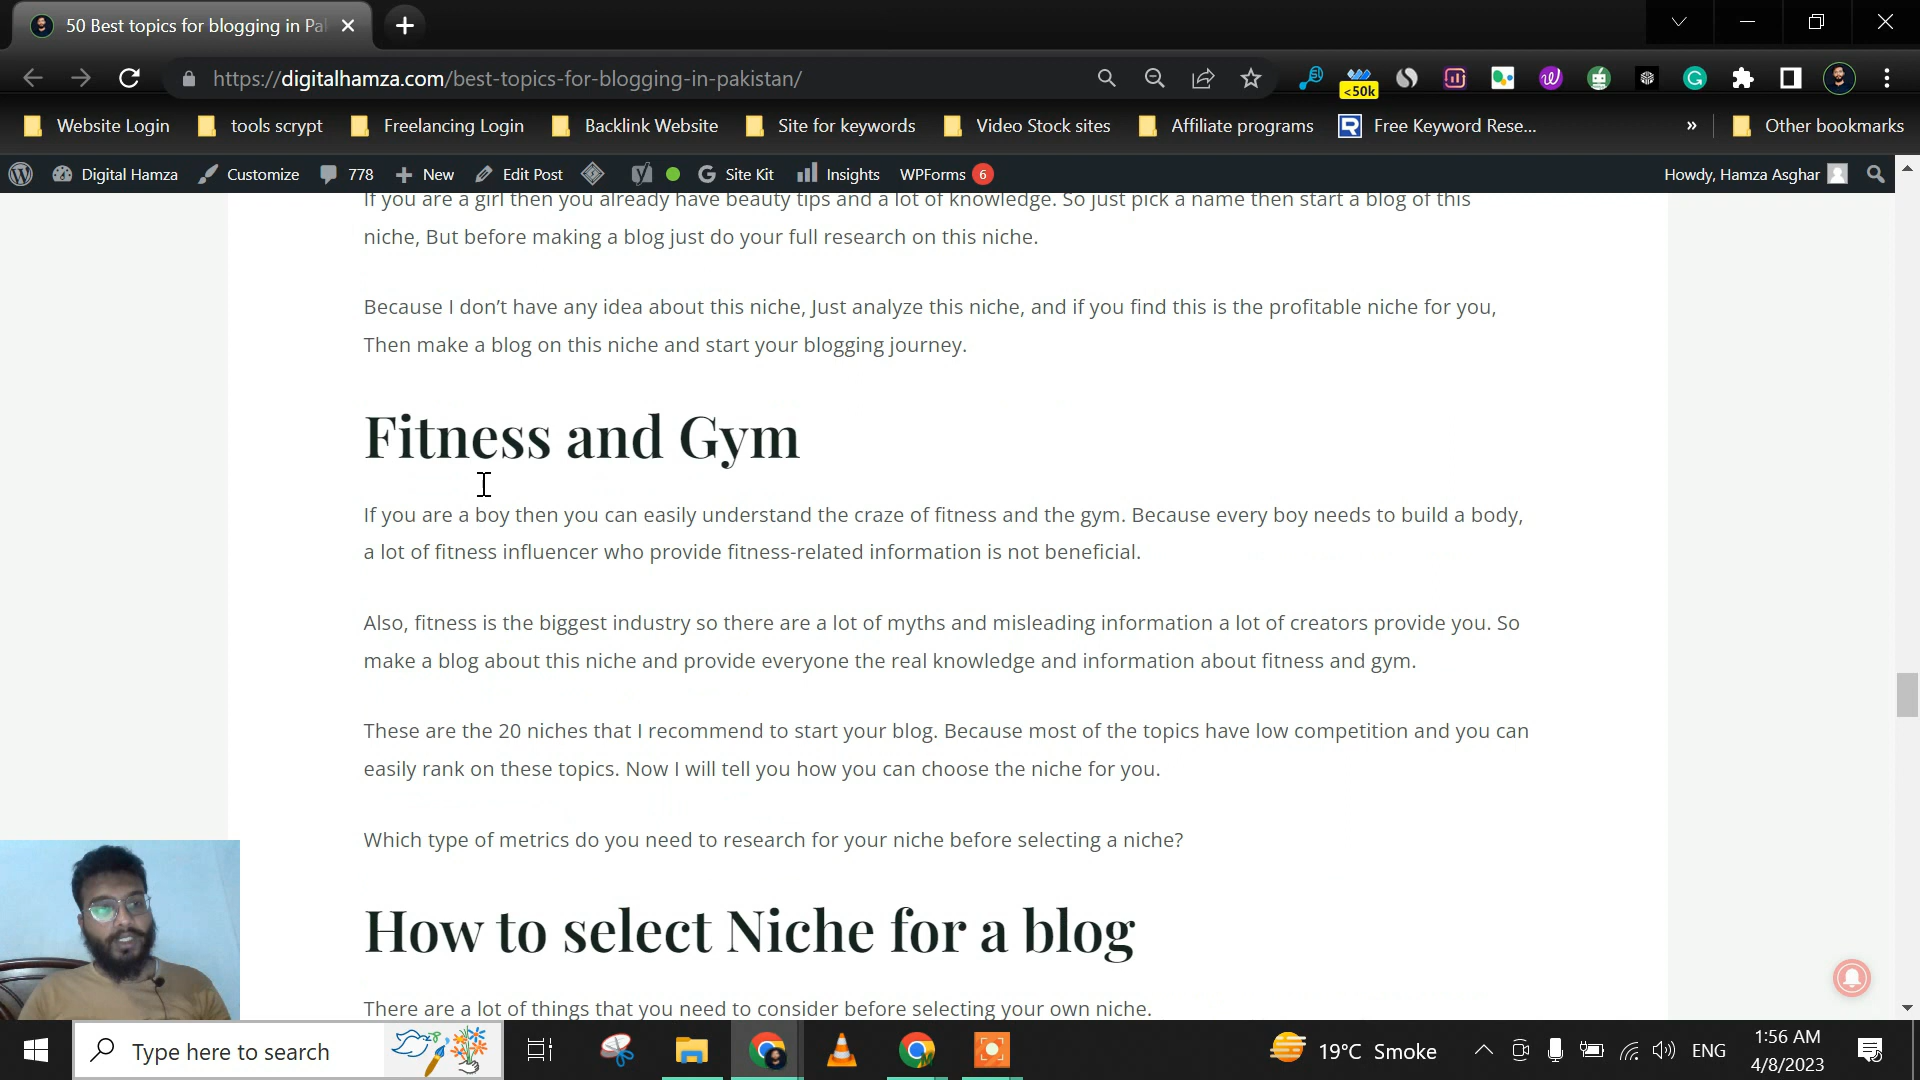 50 Best topics for blogging in Pa
https://digitalhamza.com/best-topics-for-blogging-in-pakistan/
<50k
Website Login
tools scrypt
Freelancing Login
Backlink Website
Site for keywords
Video Stock sites
Affiliate programs
Free Keyword Rese...
»
Other bookmarks
Digital Hamza
Customize
778
New
Edit Post
Site Kit
Insights
WPForms 6
Howdy, Hamza Asghar
If you are a girl then you already have beauty tips and a lot of knowledge. So just pick a name then start a blog of this
niche, But before making a blog just do your full research on this niche.
Because I don’t have any idea about this niche, Just analyze this niche, and if you find this is the profitable niche for you,
Then make a blog on this niche and start your blogging journey.
Fitness and Gym
If you are a boy then you can easily understand the craze of fitness and the gym. Because every boy needs to build a body,
a lot of fitness influencer who provide fitness-related information is not beneficial.
Also, fitness is the biggest industry so there are a lot of myths and misleading information a lot of creators provide you. So
make a blog about this niche and provide everyone the real knowledge and information about fitness and gym.
These are the 20 niches that I recommend to start your blog. Because most of the topics have low competition and you can
easily rank on these topics. Now I will tell you how you can choose the niche for you.
Which type of metrics do you need to research for your niche before selecting a niche?
How to select Niche for a blog
There are a lot of things that you need to consider before selecting your own niche.
Type here to search
19°C Smoke
ENG
1:56 AM
4/8/2023